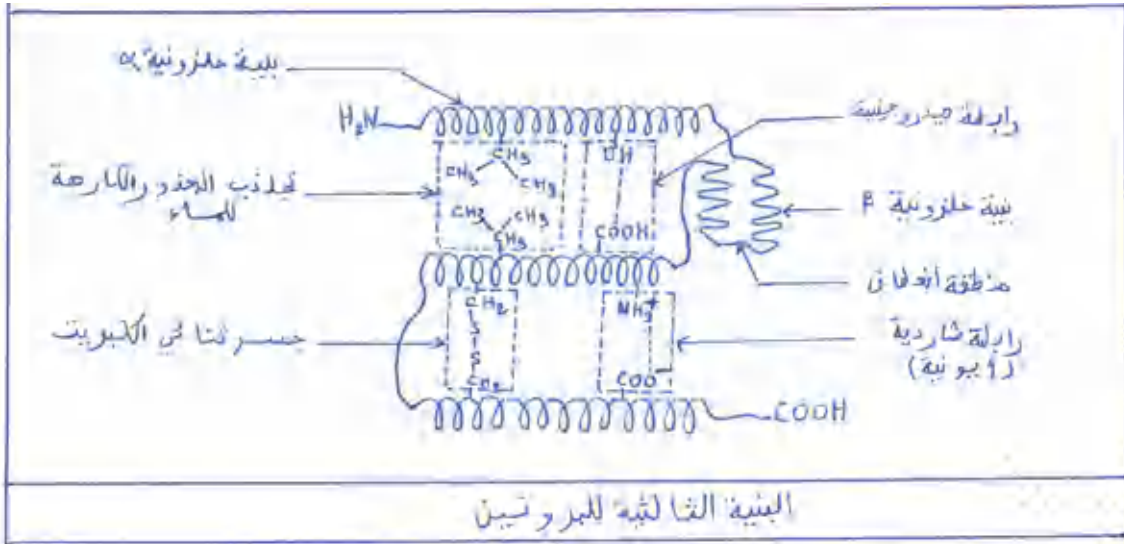 بنية حلزونية α
H₂N
رابطة هيدروجينية
CH₃
OH
CH₃
CH₃
تجاذب الجذور الكارهة
للماء
بنية حلزونية β
CH₃
CH₃
COOH
CH₃
منطقة انعطاف
CH₂
NH₃⁺
جسر ثنائي الكبريت
S
S
رابطة شاردية
(أيونية)
CH₂
COO⁻
COOH
البنية الثالثية للبروتين